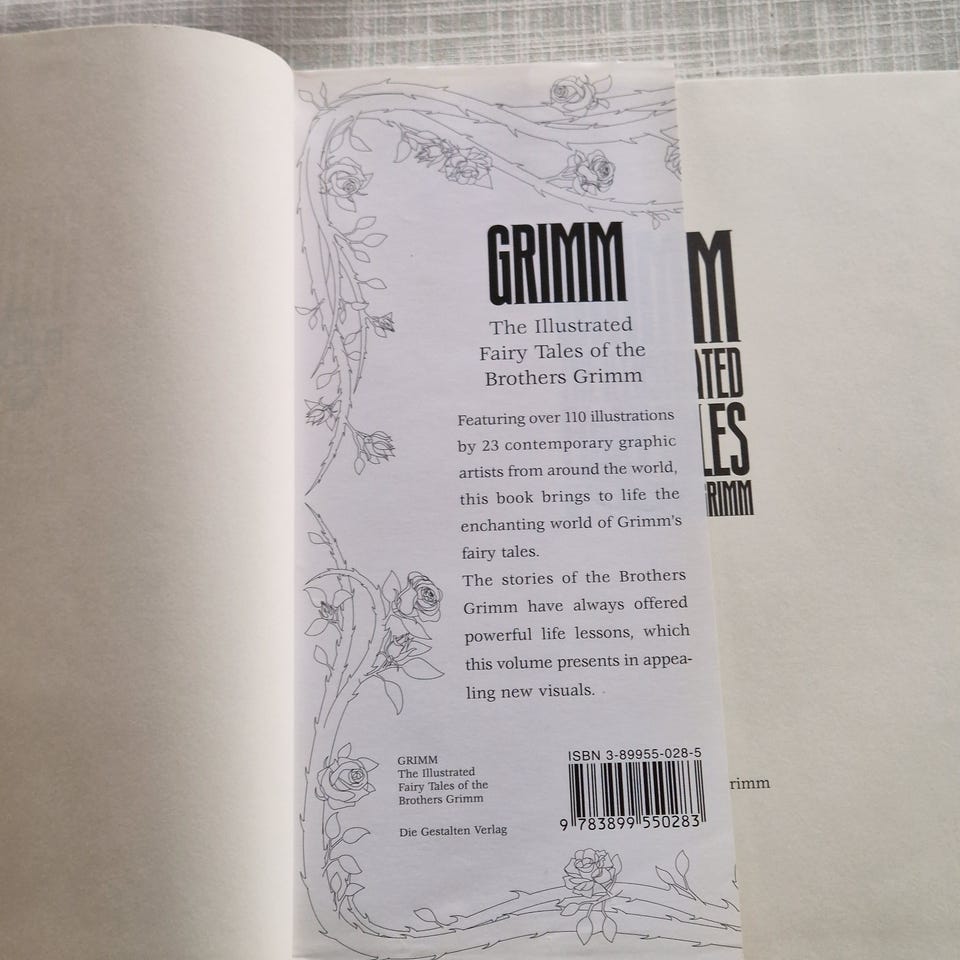 GRIMM
The Illustrated
Fairy Tales of the
Brothers Grimm
Featuring over 110 illustrations
by 23 contemporary graphic
artists from around the world,
this book brings to life the
enchanting world of Grimm's
fairy tales.
The stories of the Brothers
Grimm have always offered
powerful life lessons, which
this volume presents in appea-
ling new visuals.
GRIMM
The Illustrated
Fairy Tales of the
Brothers Grimm
Die Gestalten Verlag
ISBN 3-89955-028-5
9 783899 550283
M
TED
LES
RIMM
rimm